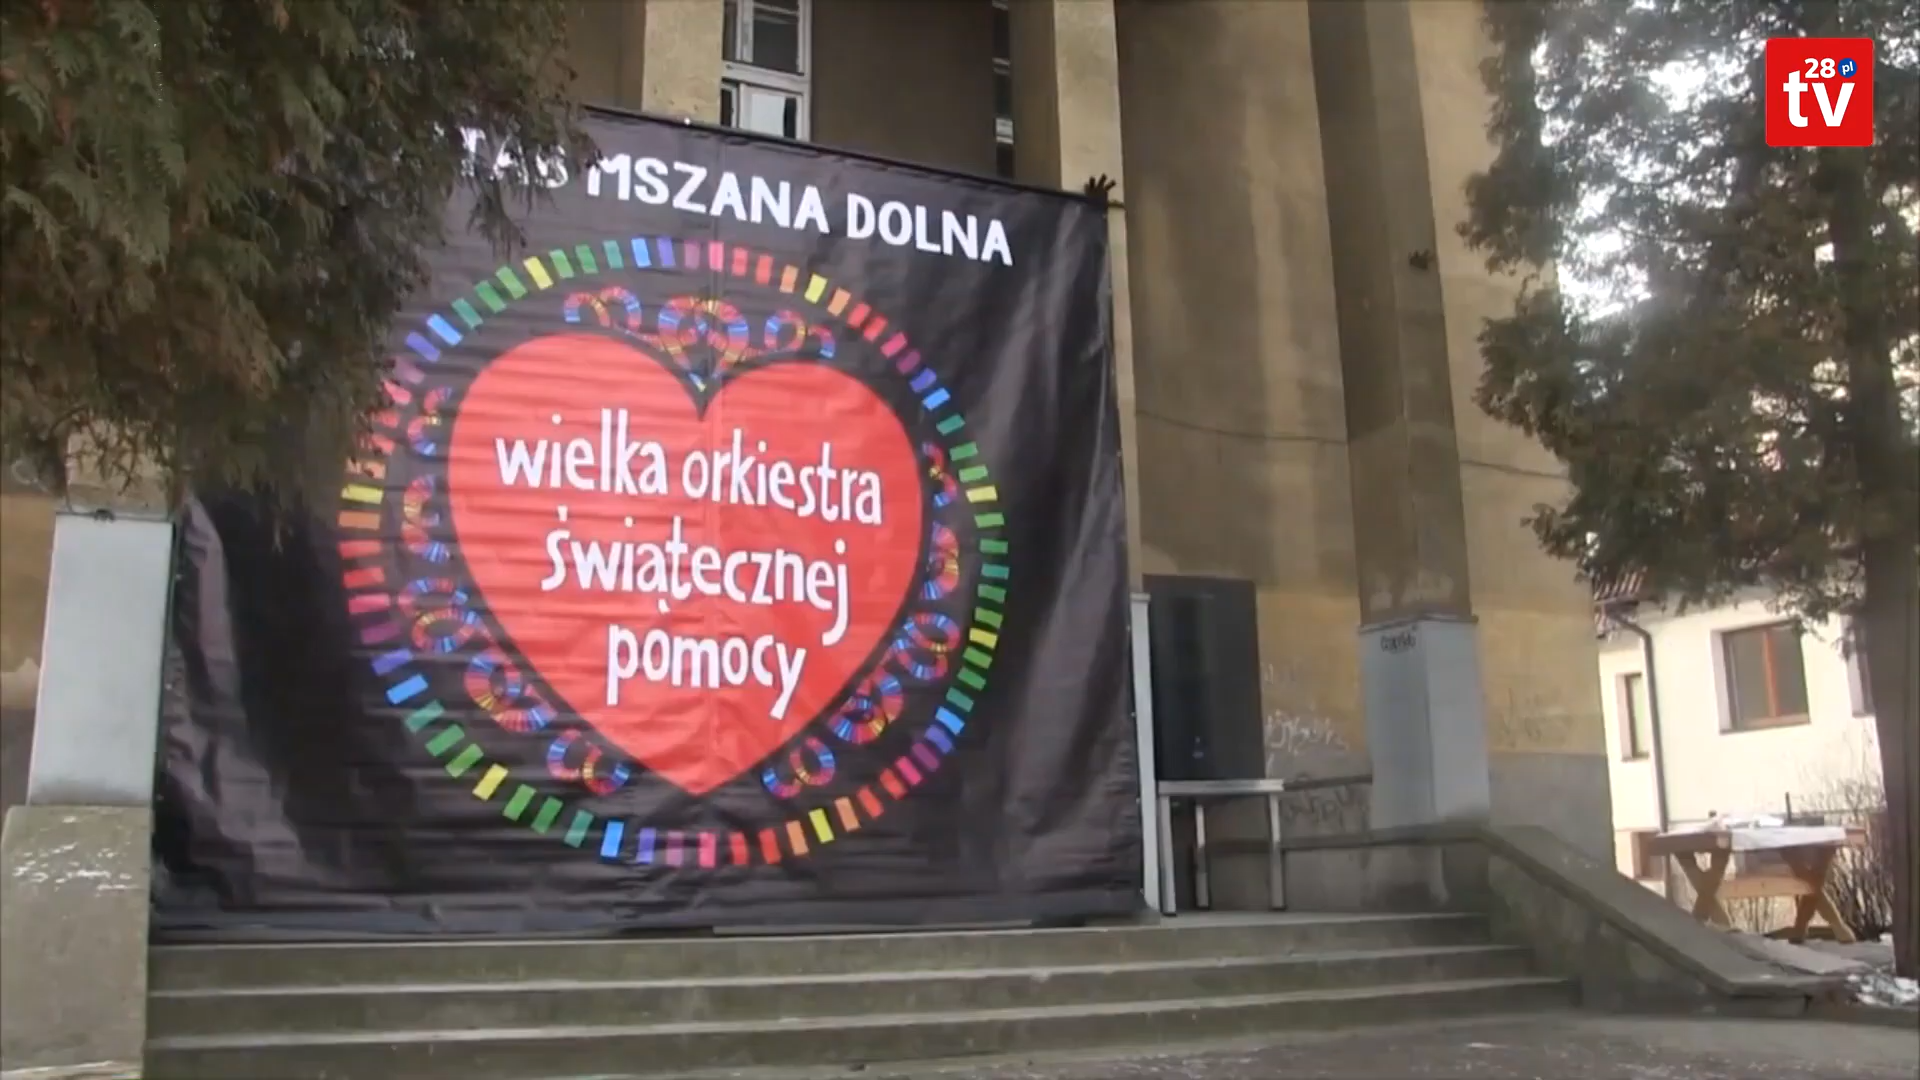 MSZANA DOLNA
wielka orkiestra
świątecznej
pomocy
28 pl
tv